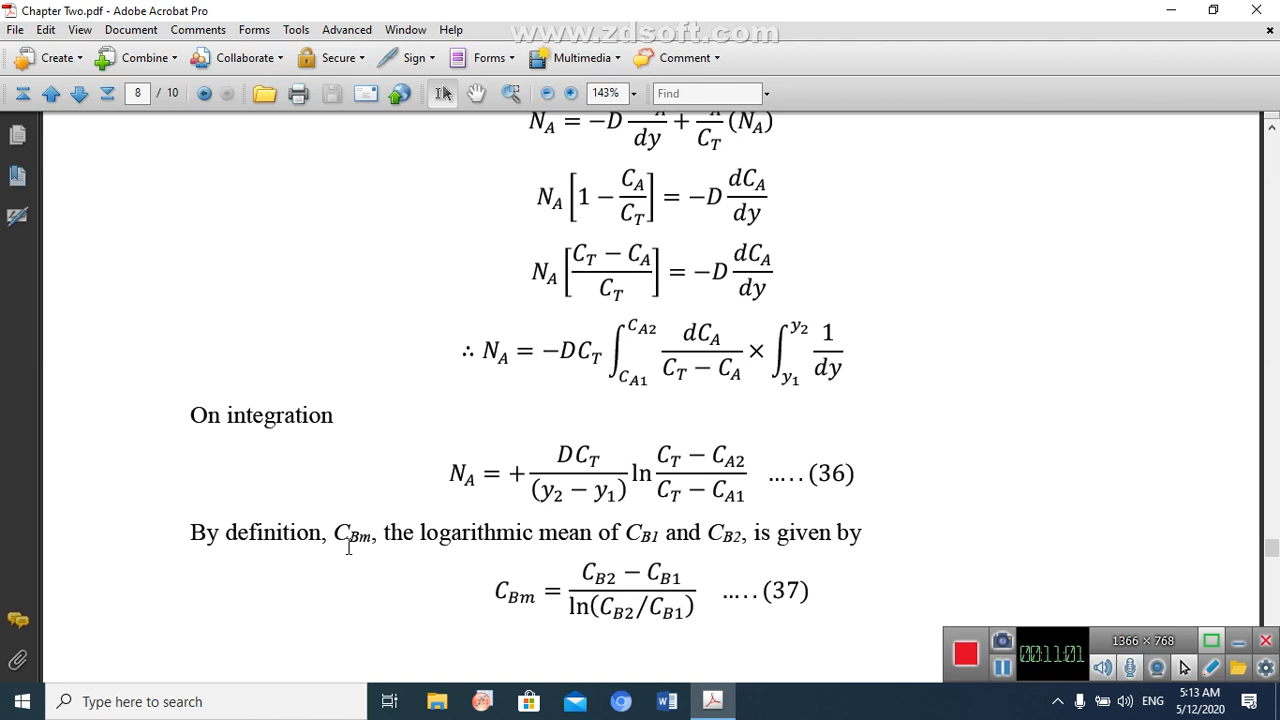 Chapter Two.pdf - Adobe Acrobat Pro
File Edit View Document Comments Forms Tools Advanced Window Help
www.zdsoft.com
Create Combine Collaborate Secure Sign Forms Multimedia Comment
8 / 10 143% Find
N_A = −D dy + C_T (N_A)
N_A [1 − C_A/C_T] = −D dC_A/dy
N_A [(C_T − C_A)/C_T] = −D dC_A/dy
∴ N_A = −DC_T ∫_{C_A1}^{C_A2} dC_A/(C_T − C_A) × ∫_{y_1}^{y_2} 1/dy
On integration
N_A = + DC_T/(y_2 − y_1) ln (C_T − C_A2)/(C_T − C_A1) .....(36)
By definition, C_Bm, the logarithmic mean of C_B1 and C_B2, is given by
C_Bm = (C_B2 − C_B1)/ln(C_B2/C_B1) .....(37)
1366 × 768
00:11:01
Type here to search
ENG
5:13 AM
5/12/2020